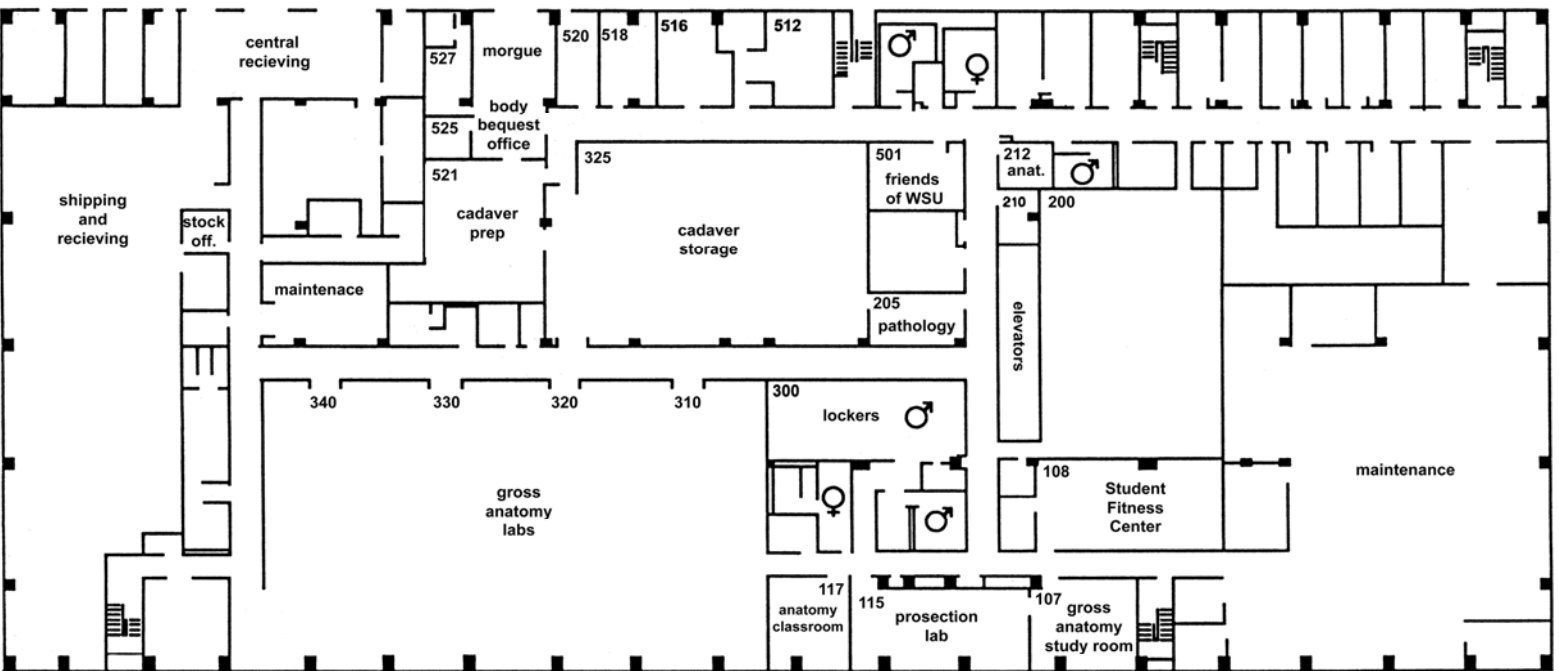 central
recieving
527
morgue
520
518
516
512
body
bequest
office
525
521
325
501
friends
of WSU
212
anat.
210
200
shipping
and
recieving
stock
off.
cadaver
prep
cadaver
storage
maintenace
205
pathology
elevators
340
330
320
310
300
lockers
gross
anatomy
labs
108
Student
Fitness
Center
maintenance
117
anatomy
classroom
115
prosection
lab
107
gross
anatomy
study room